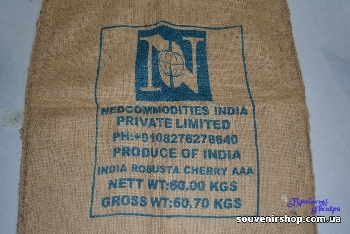 N
NEDCOMMODITIES INDIA
PRIVATE LIMITED
PH:+9108276278640
PRODUCE OF INDIA
INDIA ROBUSTA CHERRY AAA
NETT WT:60.00 KGS
GROSS WT:60.70 KGS
www.souvenirshop.com.ua